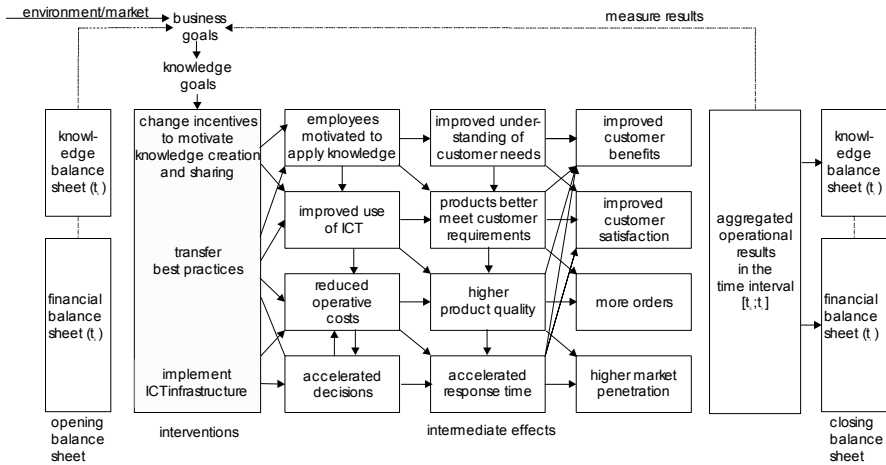 environment/market
business
goals
measure results
knowledge
goals
knowl-
edge
balance
sheet (t )
financial
balance
sheet (t )
opening
balance
sheet
change incentives
to motivate
knowledge creation
and sharing
transfer
best practices
implement
ICTinfrastructure
interventions
employees
motivated to
apply knowledge
improved use
of ICT
reduced
operative
costs
accelerated
decisions
improved under-
standing of
customer needs
products better
meet customer
requirements
higher
product quality
accelerated
response time
intermediate effects
improved
customer
benefits
improved
customer
satisfaction
more orders
higher market
penetration
aggregated
operational
results
in the
time interval
[t ;t ]
knowl-
edge
balance
sheet (t )
financial
balance
sheet (t )
closing
balance
sheet